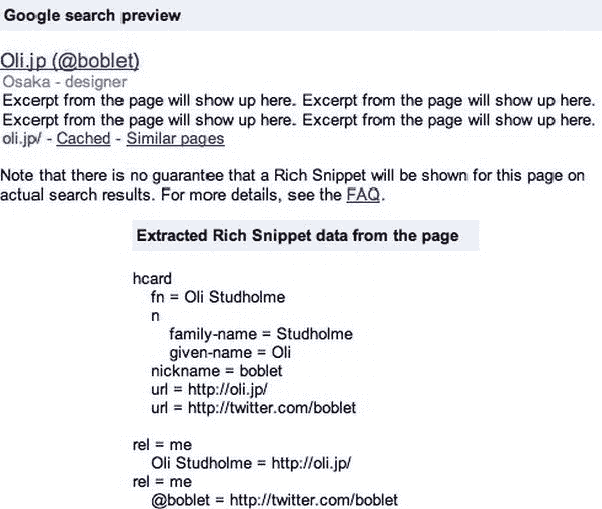 Google search preview
Oli.jp (@boblet)
Osaka - designer
Excerpt from the page will show up here. Excerpt from the page will show up here.
Excerpt from the page will show up here. Excerpt from the page will show up here.
oli.jp/ - Cached - Similar pages
Note that there is no guarantee that a Rich Snippet will be shown for this page on
actual search results. For more details, see the FAQ.
Extracted Rich Snippet data from the page
hcard
fn = Oli Studholme
n
family-name = Studholme
given-name = Oli
nickname = boblet
url = http://oli.jp/
url = http://twitter.com/boblet
rel = me
Oli Studholme = http://oli.jp/
rel = me
@boblet = http://twitter.com/boblet